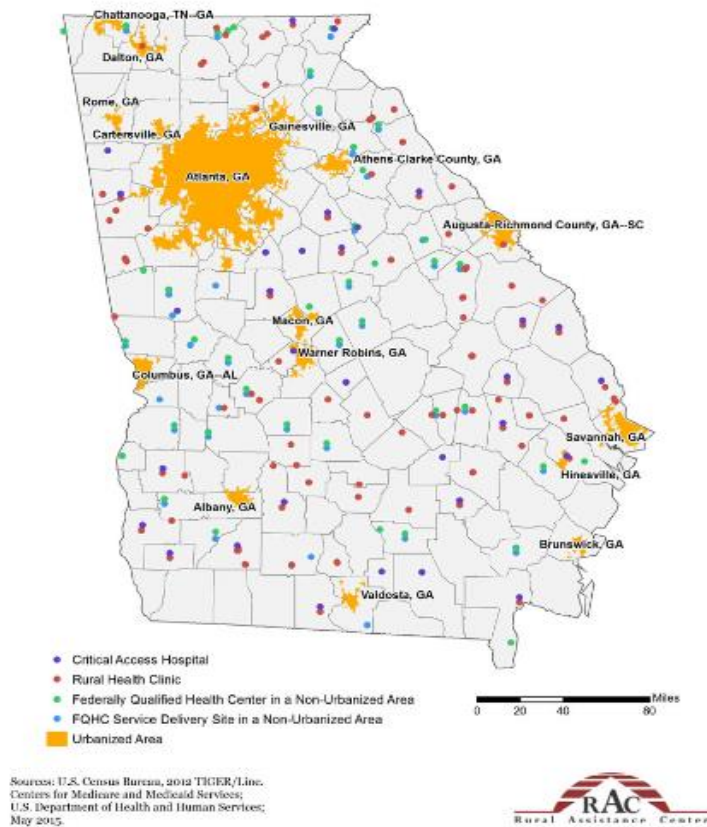 Chattanooga, TN--GA
Dalton, GA
Rome, GA
Cartersville, GA
Gainesville, GA
Athens-Clarke County, GA
Atlanta, GA
Augusta-Richmond County, GA--SC
Macon, GA
Warner Robins, GA
Columbus, GA--AL
Savannah, GA
Hinesville, GA
Albany, GA
Brunswick, GA
Valdosta, GA
Critical Access Hospital
Rural Health Clinic
Federally Qualified Health Center in a Non-Urbanized Area
FQHC Service Delivery Site in a Non-Urbanized Area
Urbanized Area
Miles
0 20 40 80
Sources: U.S. Census Bureau, 2012 TIGER/Line.
Centers for Medicare and Medicaid Services;
U.S. Department of Health and Human Services;
May 2015.
RAC
Rural Assistance Center